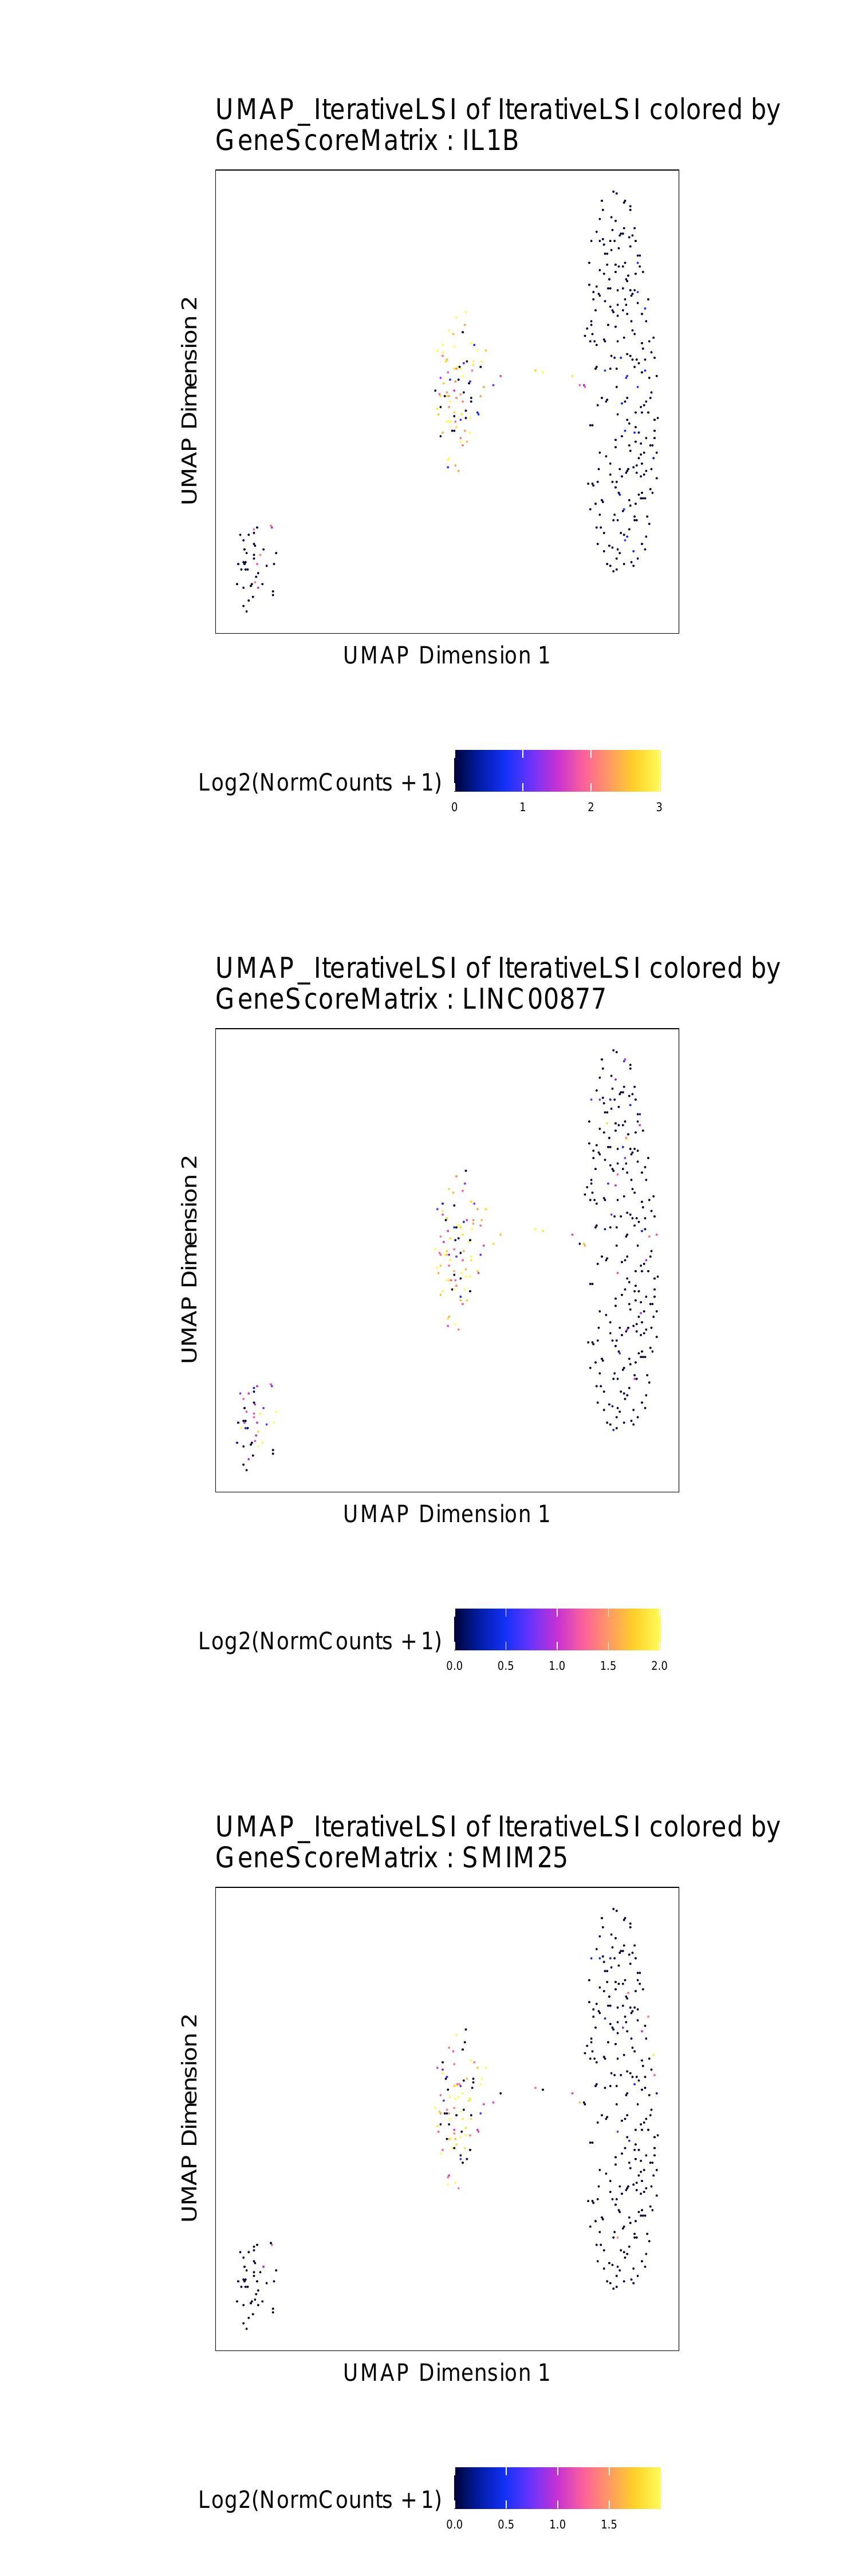 UMAP_IterativeLSI of IterativeLSI colored by
GeneScoreMatrix : IL1B
UMAP Dimension 2
UMAP Dimension 1
Log2(NormCounts + 1)
0 1 2 3
UMAP_IterativeLSI of IterativeLSI colored by
GeneScoreMatrix : LINC00877
UMAP Dimension 2
UMAP Dimension 1
Log2(NormCounts + 1)
0.0 0.5 1.0 1.5 2.0
UMAP_IterativeLSI of IterativeLSI colored by
GeneScoreMatrix : SMIM25
UMAP Dimension 2
UMAP Dimension 1
Log2(NormCounts + 1)
0.0 0.5 1.0 1.5